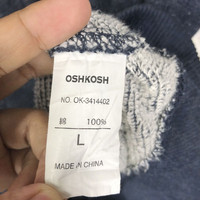 OSHKOSH
NO. OK-3414402
綿 100%
L
MADE IN CHINA